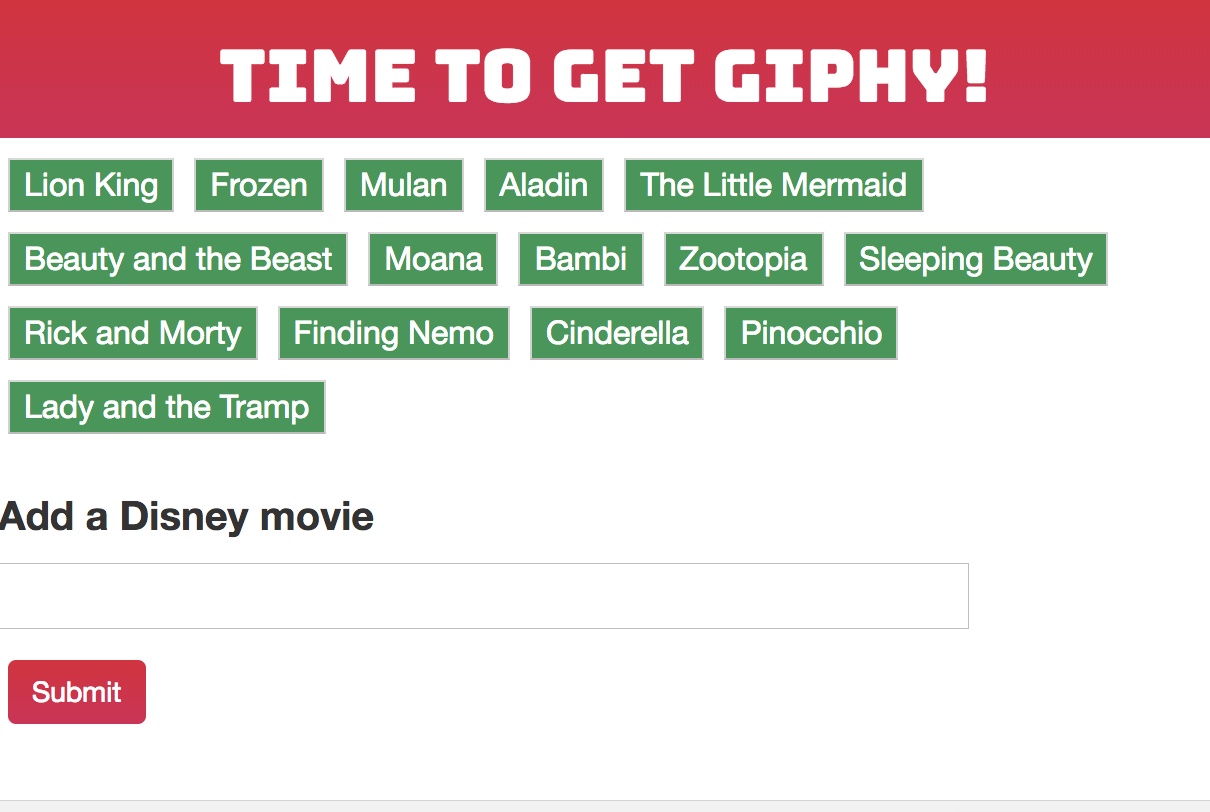 TIME TO GET GIPHY!
Lion King Frozen Mulan Aladin The Little Mermaid
Beauty and the Beast Moana Bambi Zootopia Sleeping Beauty
Rick and Morty Finding Nemo Cinderella Pinocchio
Lady and the Tramp
Add a Disney movie
Submit